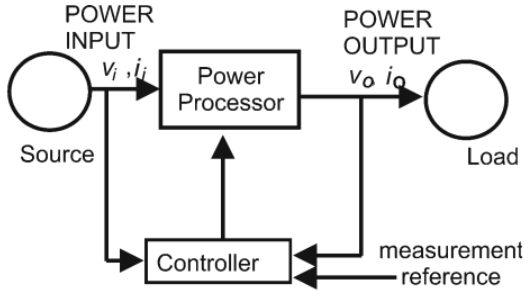 POWER
INPUT
vi ,ii
Source
Power
Processor
POWER
OUTPUT
vo, io
Load
Controller
measurement
reference